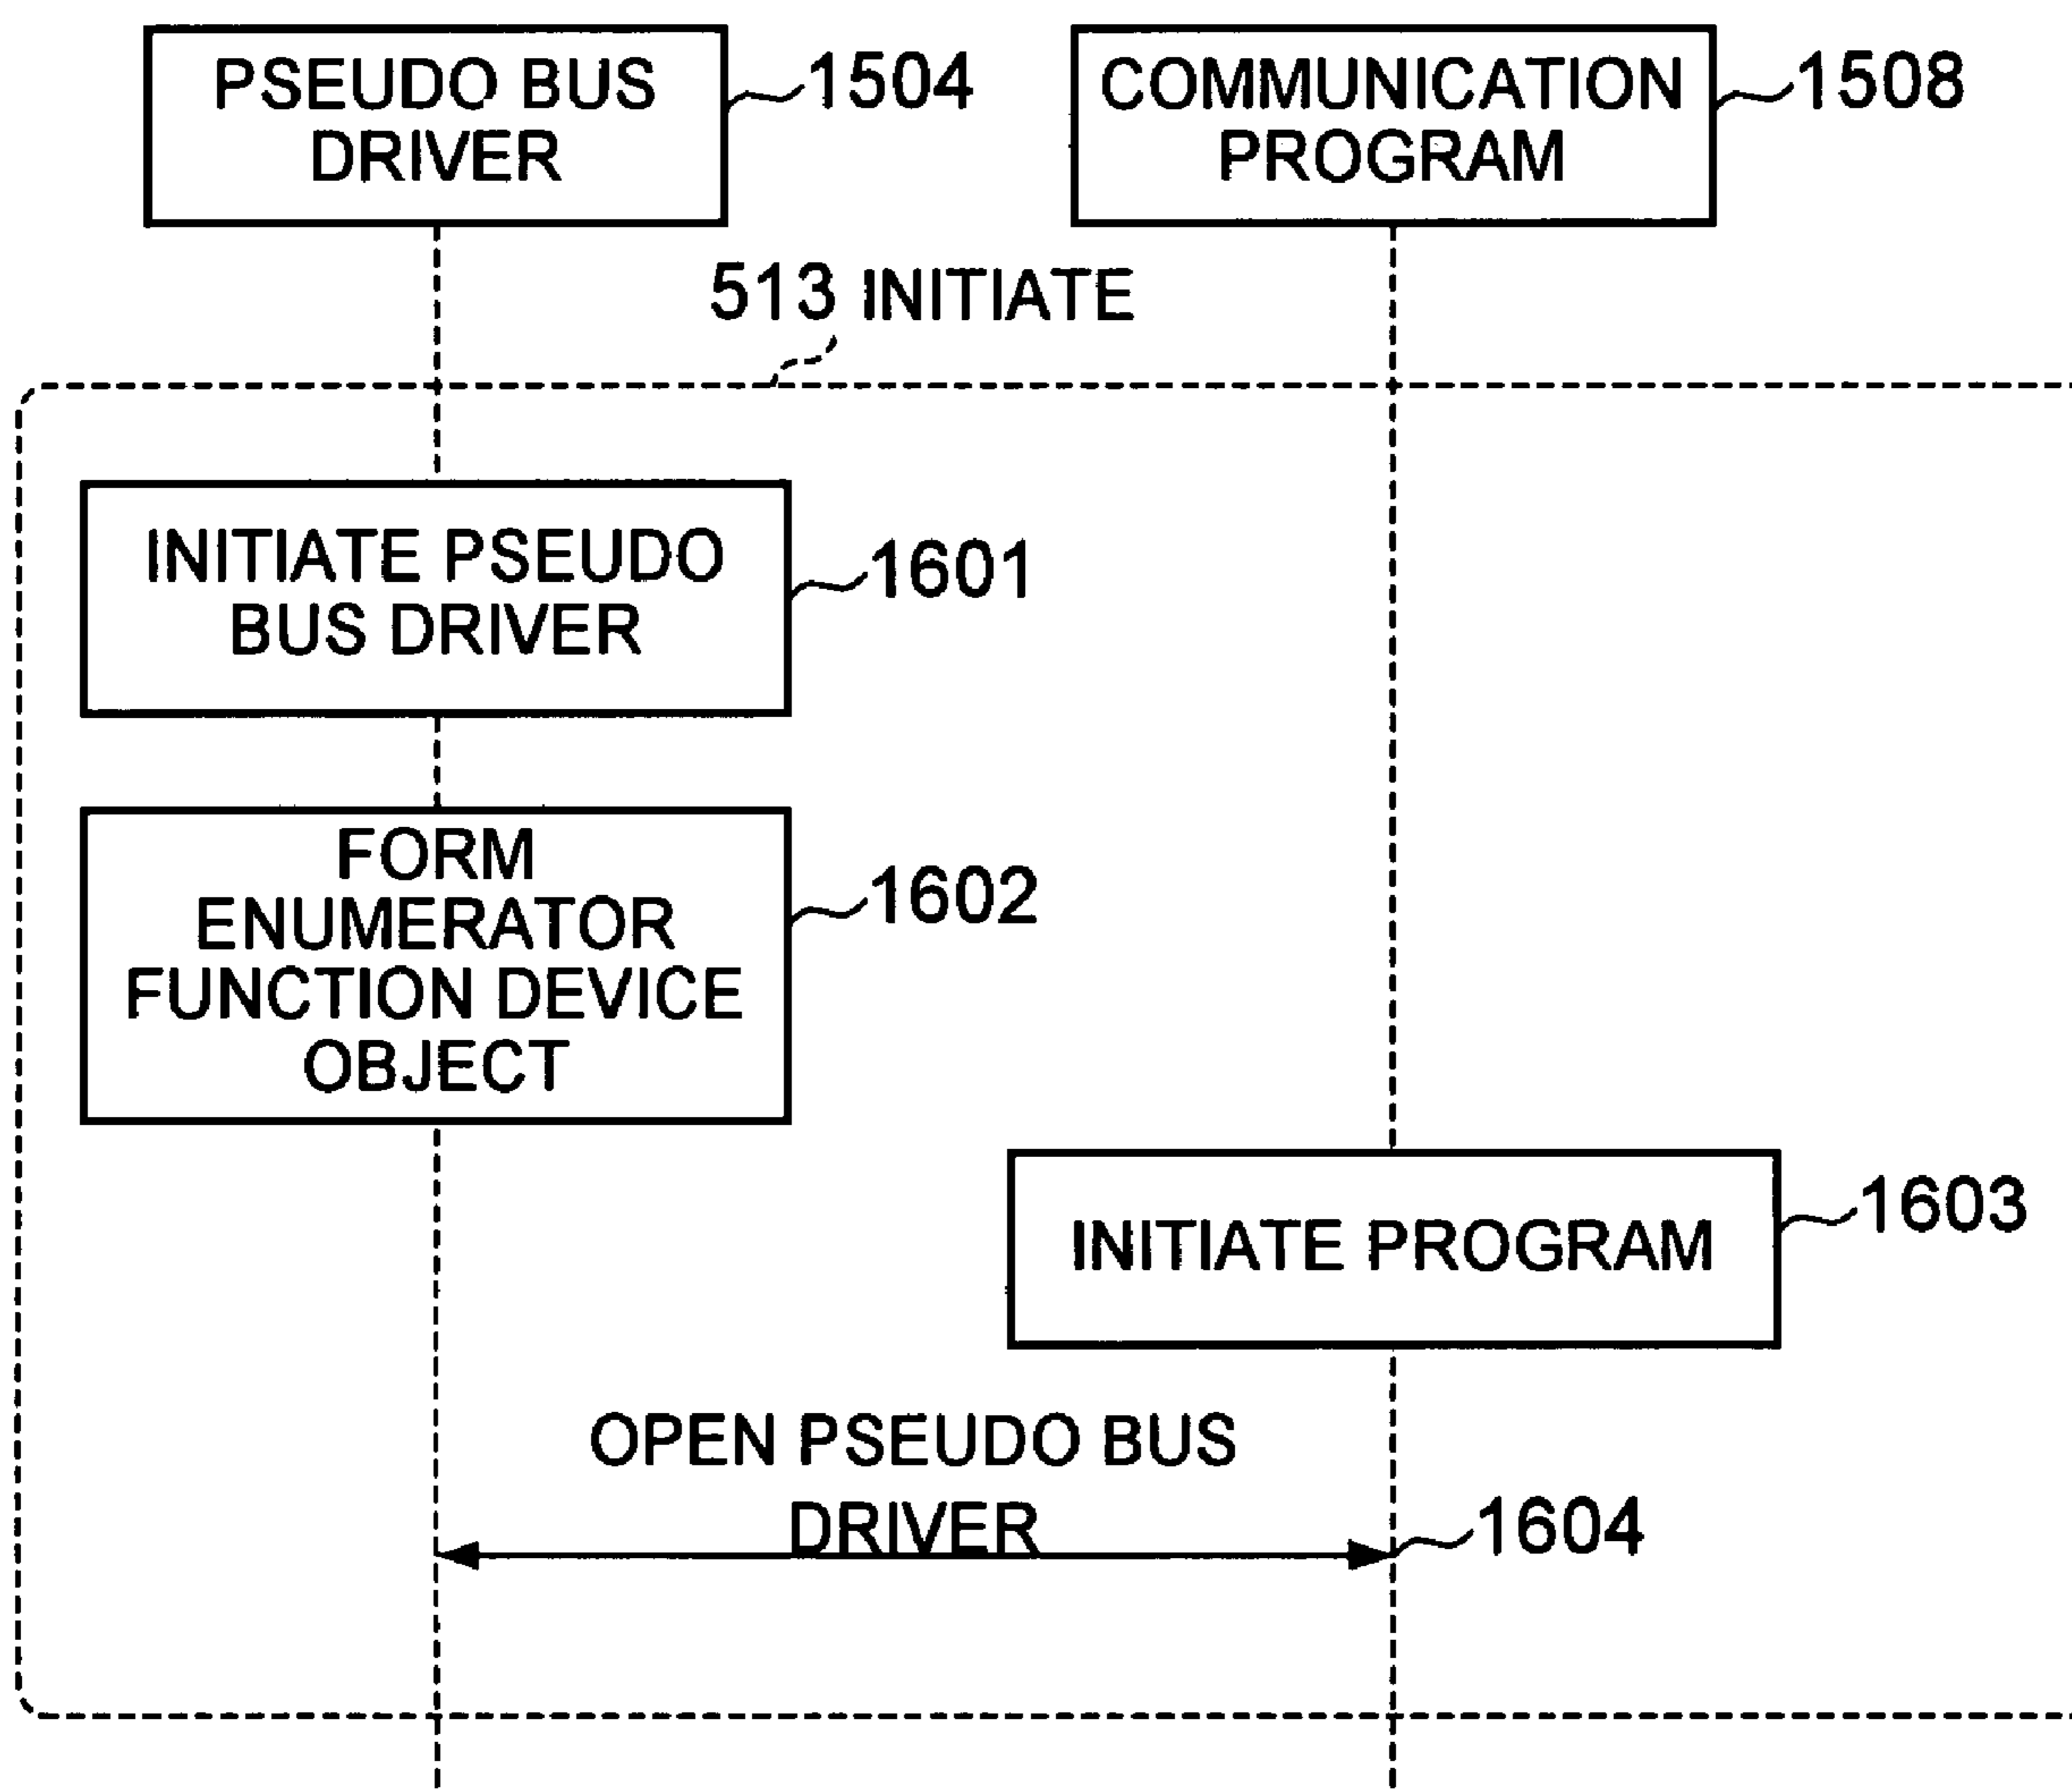 PSEUDO BUS
DRIVER
1504
COMMUNICATION
PROGRAM
1508
513 INITIATE
INITIATE PSEUDO
BUS DRIVER
1601
FORM
ENUMERATOR
FUNCTION DEVICE
OBJECT
1602
INITIATE PROGRAM
1603
OPEN PSEUDO BUS
DRIVER
1604